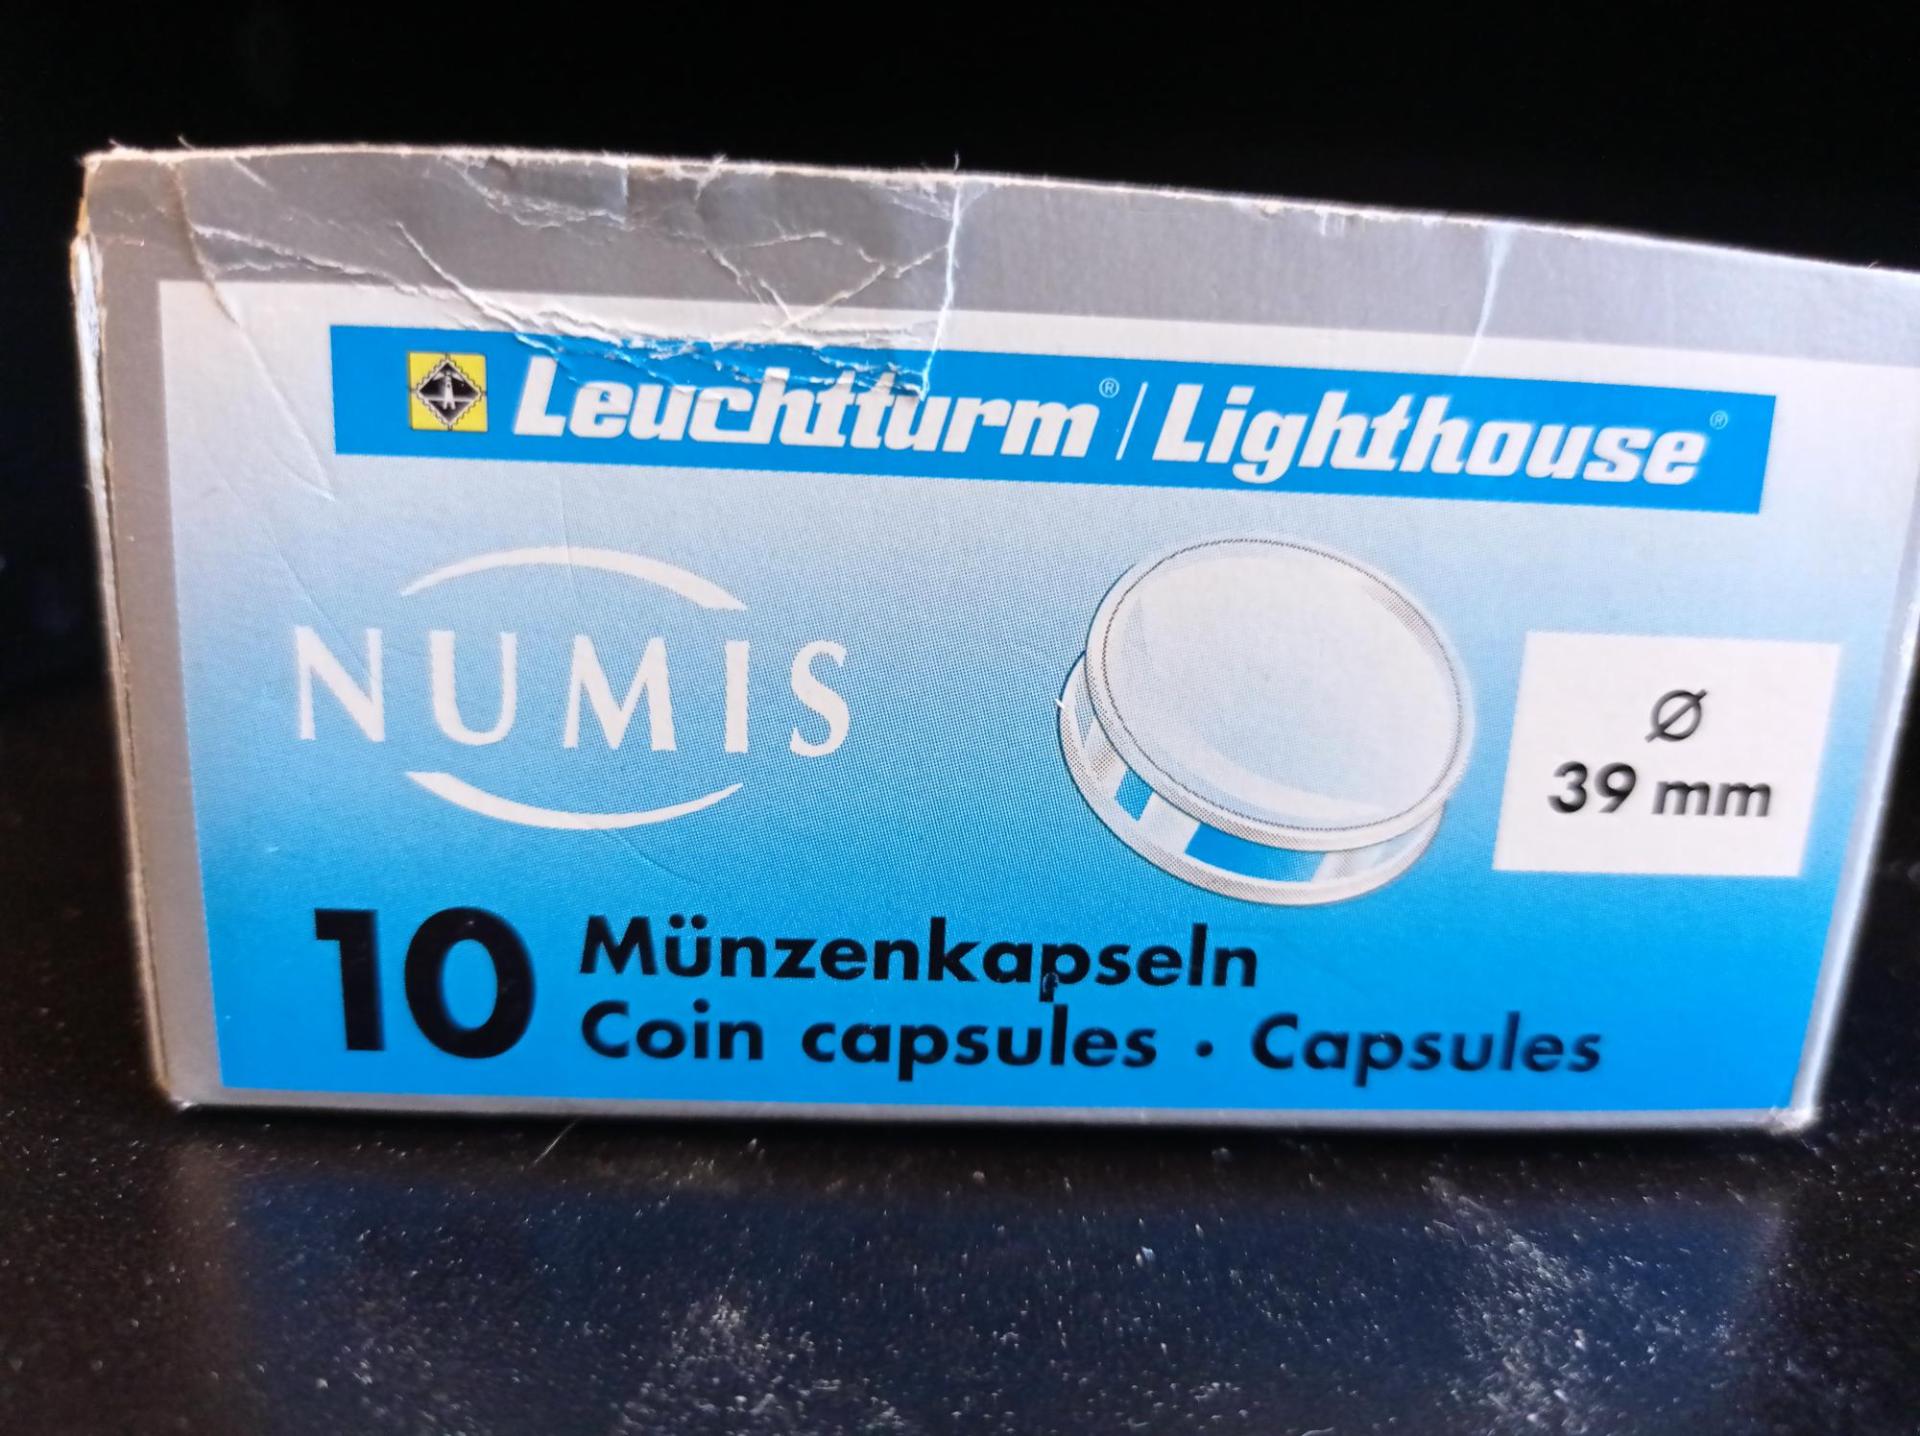 Leuchtturm® / Lighthouse®
NUMIS
Ø
39 mm
10 Münzenkapseln
Coin capsules · Capsules